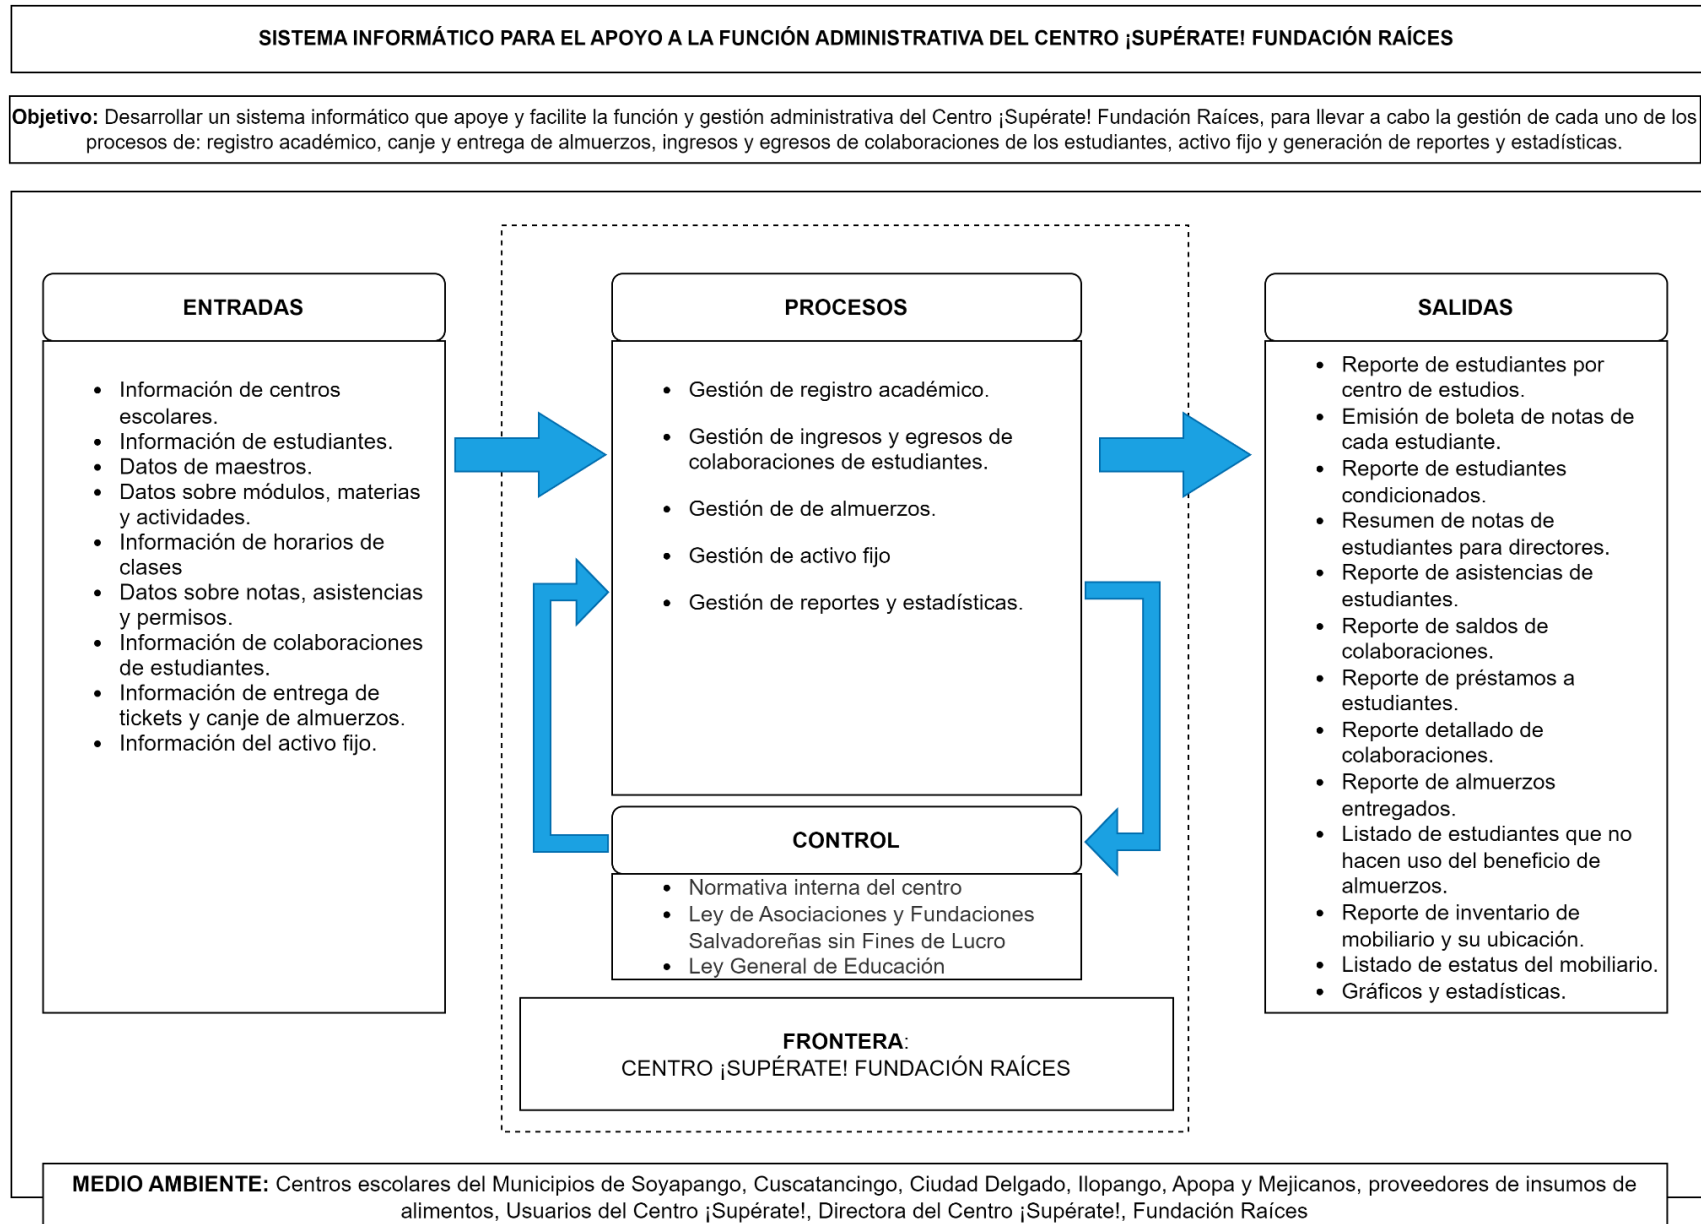 SISTEMA INFORMÁTICO PARA EL APOYO A LA FUNCIÓN ADMINISTRATIVA DEL CENTRO ¡SUPÉRATE! FUNDACIÓN RAÍCES
Objetivo: Desarrollar un sistema informático que apoye y facilite la función y gestión administrativa del Centro ¡Supérate! Fundación Raíces, para llevar a cabo la gestión de cada uno de los
procesos de: registro académico, canje y entrega de almuerzos, ingresos y egresos de colaboraciones de los estudiantes, activo fijo y generación de reportes y estadísticas.
ENTRADAS
• Información de centros
escolares.
• Información de estudiantes.
• Datos de maestros.
• Datos sobre módulos, materias
y actividades.
• Información de horarios de
clases
• Datos sobre notas, asistencias
y permisos.
• Información de colaboraciones
de estudiantes.
• Información de entrega de
tickets y canje de almuerzos.
• Información del activo fijo.
PROCESOS
• Gestión de registro académico.
• Gestión de ingresos y egresos de
colaboraciones de estudiantes.
• Gestión de de almuerzos.
• Gestión de activo fijo
• Gestión de reportes y estadísticas.
CONTROL
• Normativa interna del centro
• Ley de Asociaciones y Fundaciones
Salvadoreñas sin Fines de Lucro
• Ley General de Educación
FRONTERA:
CENTRO ¡SUPÉRATE! FUNDACIÓN RAÍCES
SALIDAS
• Reporte de estudiantes por
centro de estudios.
• Emisión de boleta de notas de
cada estudiante.
• Reporte de estudiantes
condicionados.
• Resumen de notas de
estudiantes para directores.
• Reporte de asistencias de
estudiantes.
• Reporte de saldos de
colaboraciones.
• Reporte de préstamos a
estudiantes.
• Reporte detallado de
colaboraciones.
• Reporte de almuerzos
entregados.
• Listado de estudiantes que no
hacen uso del beneficio de
almuerzos.
• Reporte de inventario de
mobiliario y su ubicación.
• Listado de estatus del mobiliario.
• Gráficos y estadísticas.
MEDIO AMBIENTE: Centros escolares del Municipios de Soyapango, Cuscatancingo, Ciudad Delgado, Ilopango, Apopa y Mejicanos, proveedores de insumos de
alimentos, Usuarios del Centro ¡Supérate!, Directora del Centro ¡Supérate!, Fundación Raíces